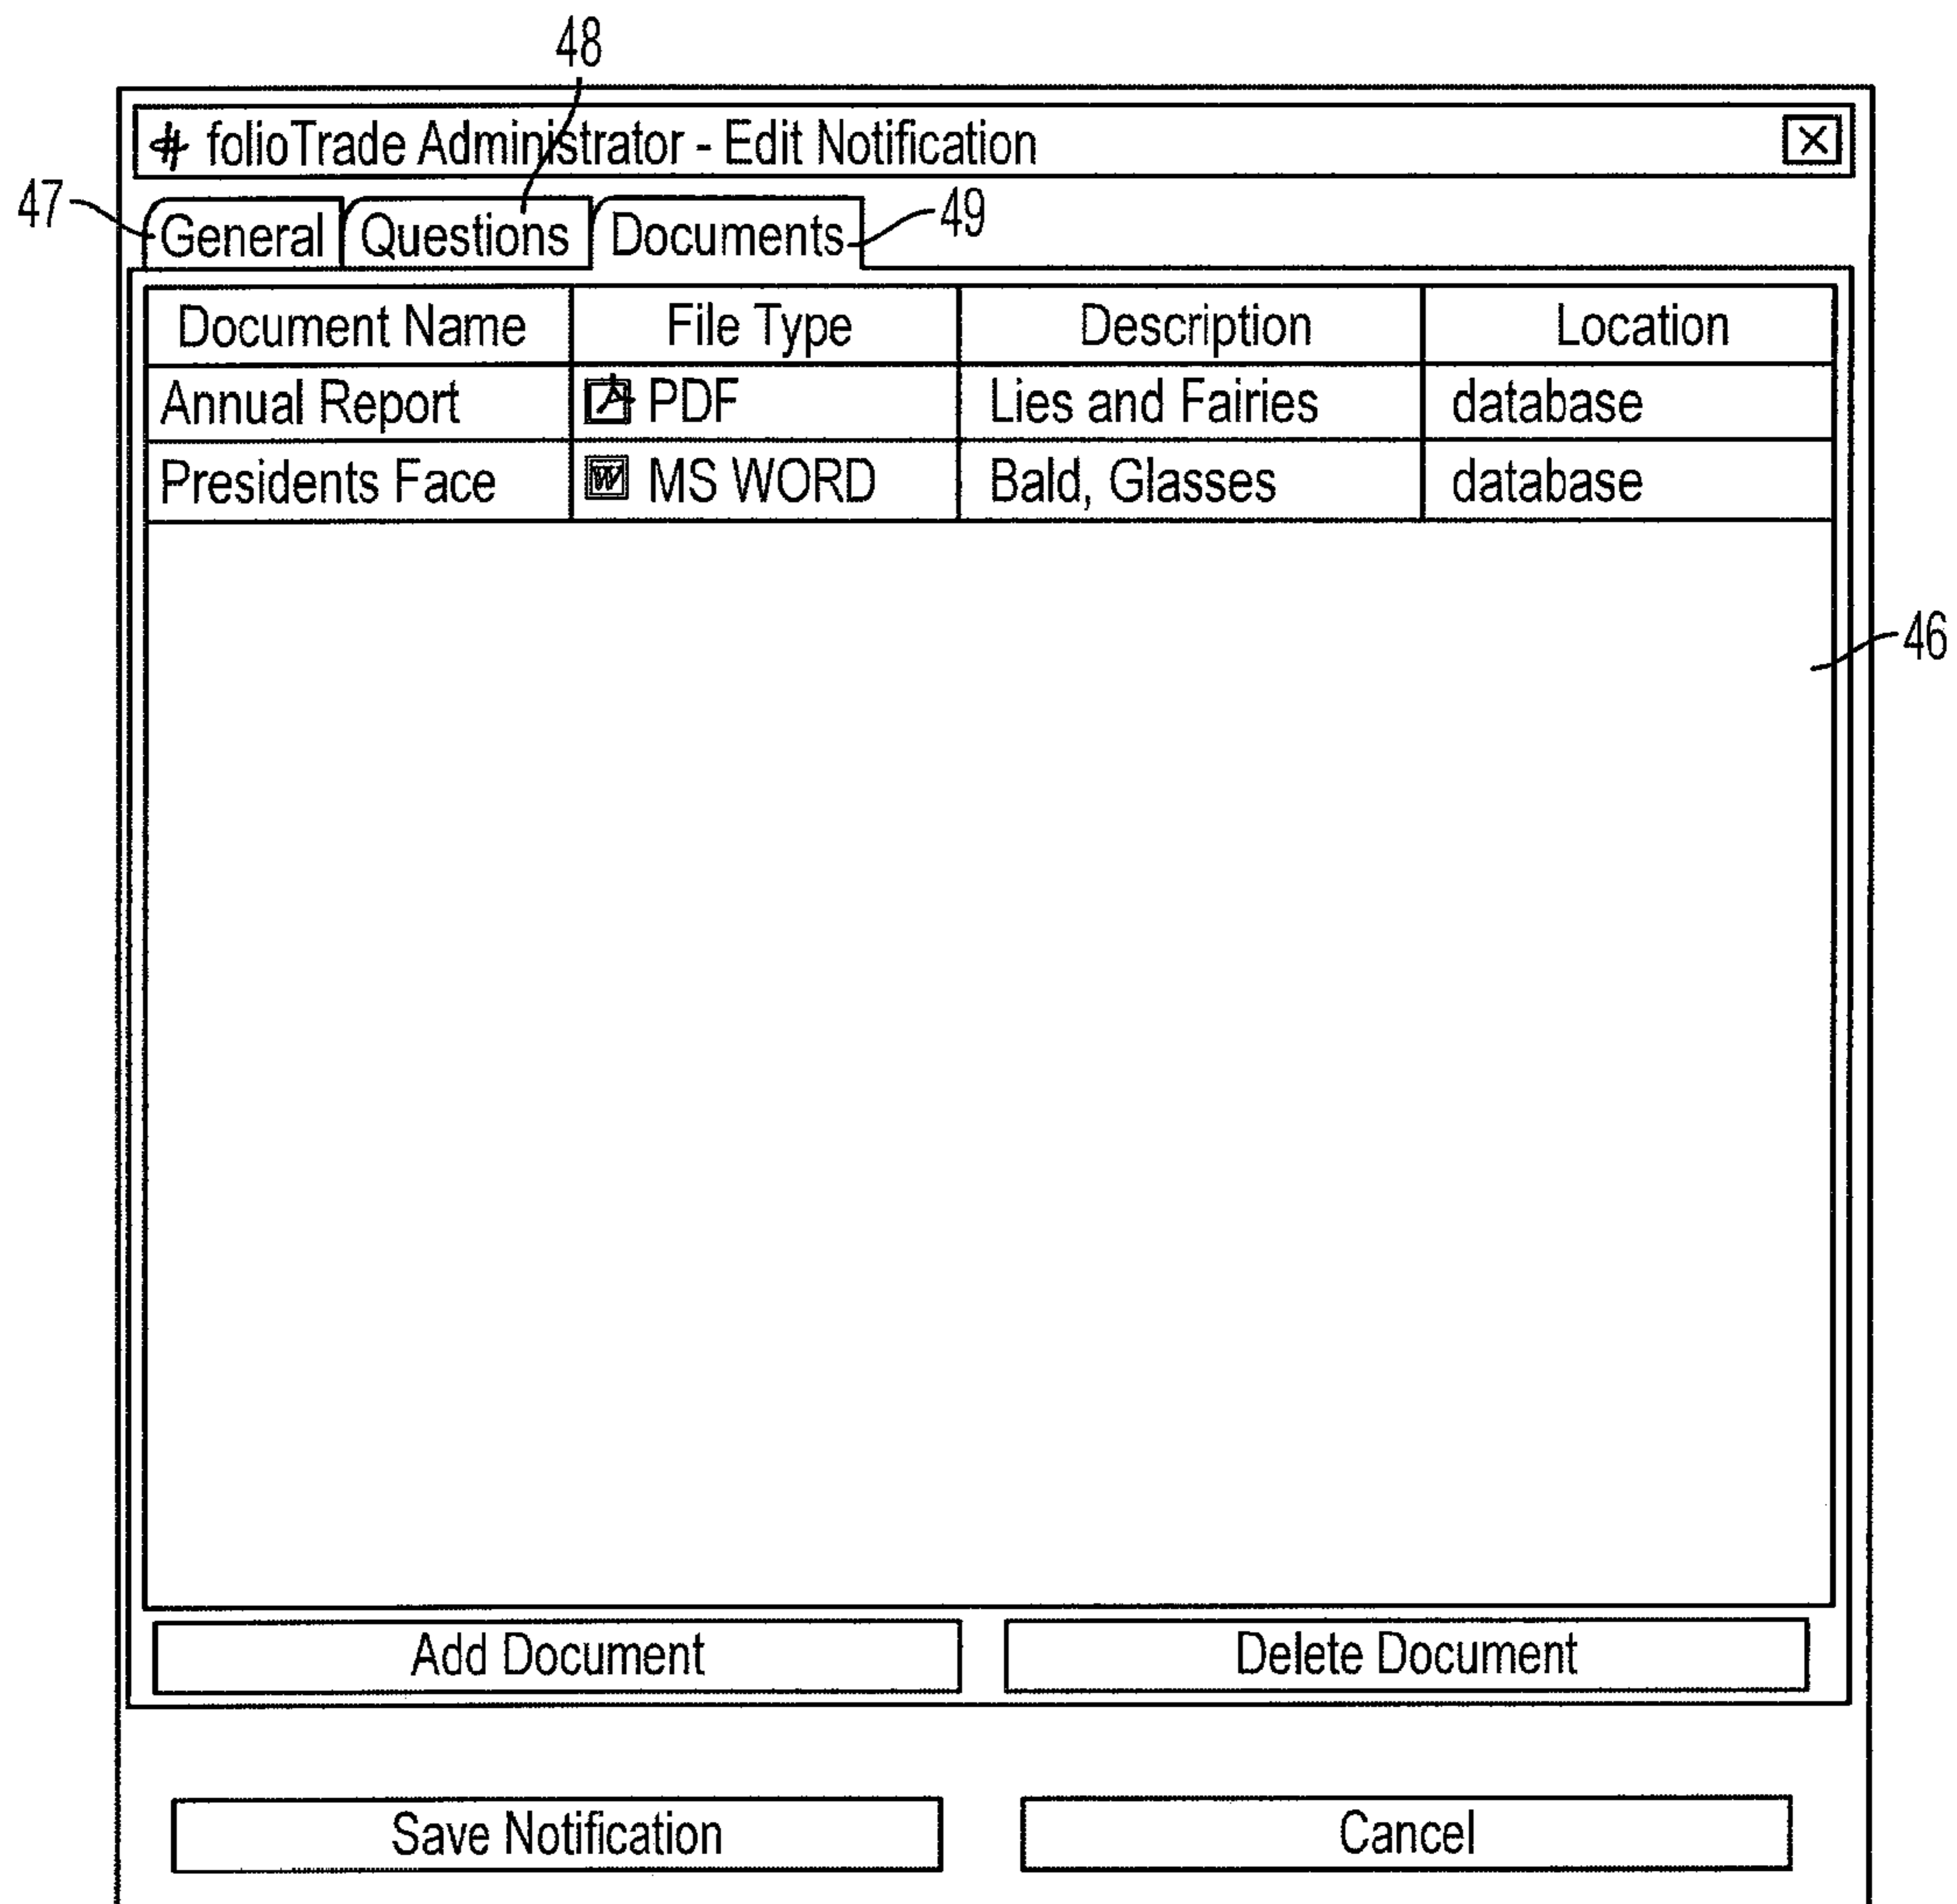 48
# folioTrade Administrator - Edit Notification
47 General Questions Documents 49
Document Name File Type Description Location
Annual Report PDF Lies and Fairies database
Presidents Face W MS WORD Bald, Glasses database
46
Add Document Delete Document
Save Notification Cancel